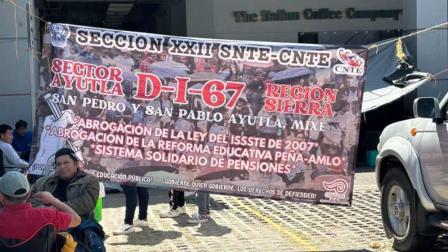 The Italian Coffee Company
SECCION XXII SNTE-CNTE
SECTOR
AYUTLA
D-I-67
REGION
SIERRA
CNTE
SAN PEDRO Y SAN PABLO AYUTLA, MIXE
*ABROGACIÓN DE LA LEY DEL ISSSTE DE 2007*
*ABROGACIÓN DE LA REFORMA EDUCATIVA PEÑA-AMLO*
*SISTEMA SOLIDARIO DE PENSIONES*
EDUCACIÓN PÚBLICA! ¡GOBIERNE QUIEN GOBIERNE, LOS DERECHOS SE DEFIENDEN!